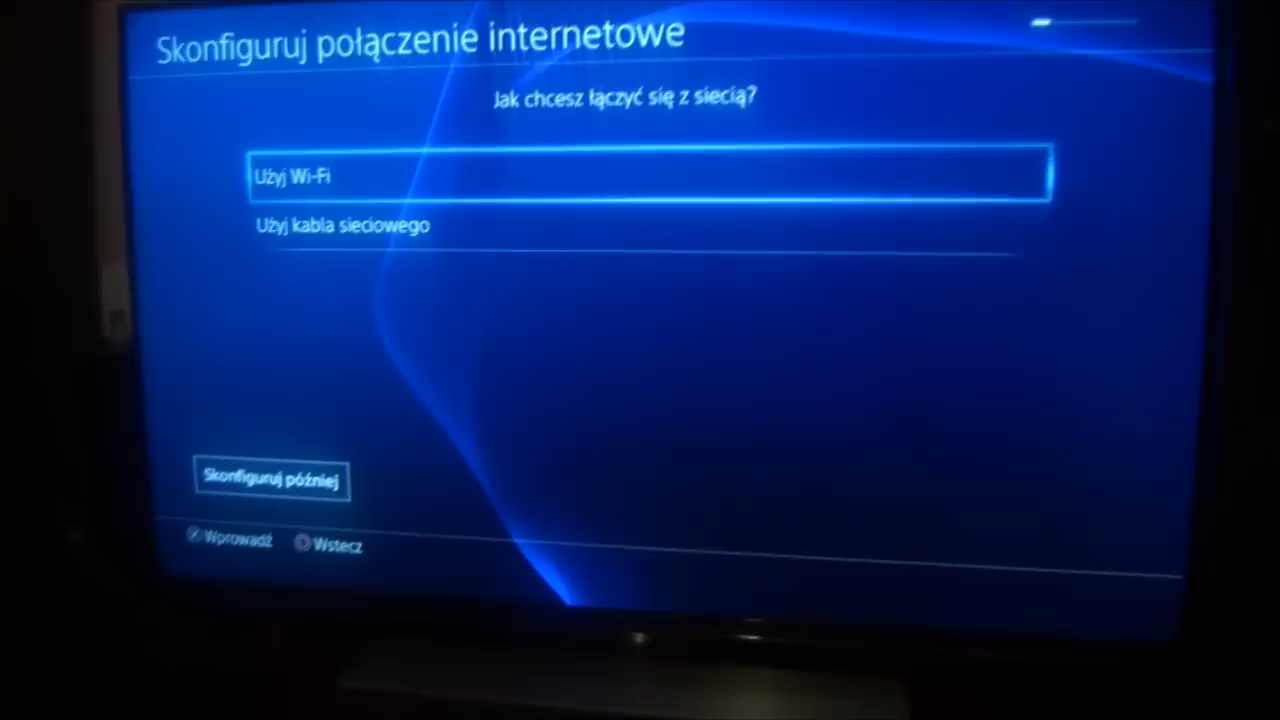 Skonfiguruj połączenie internetowe
Jak chcesz łączyć się z siecią?
Użyj Wi-Fi
Użyj kabla sieciowego
Skonfiguruj później
Wprowadź Wstecz